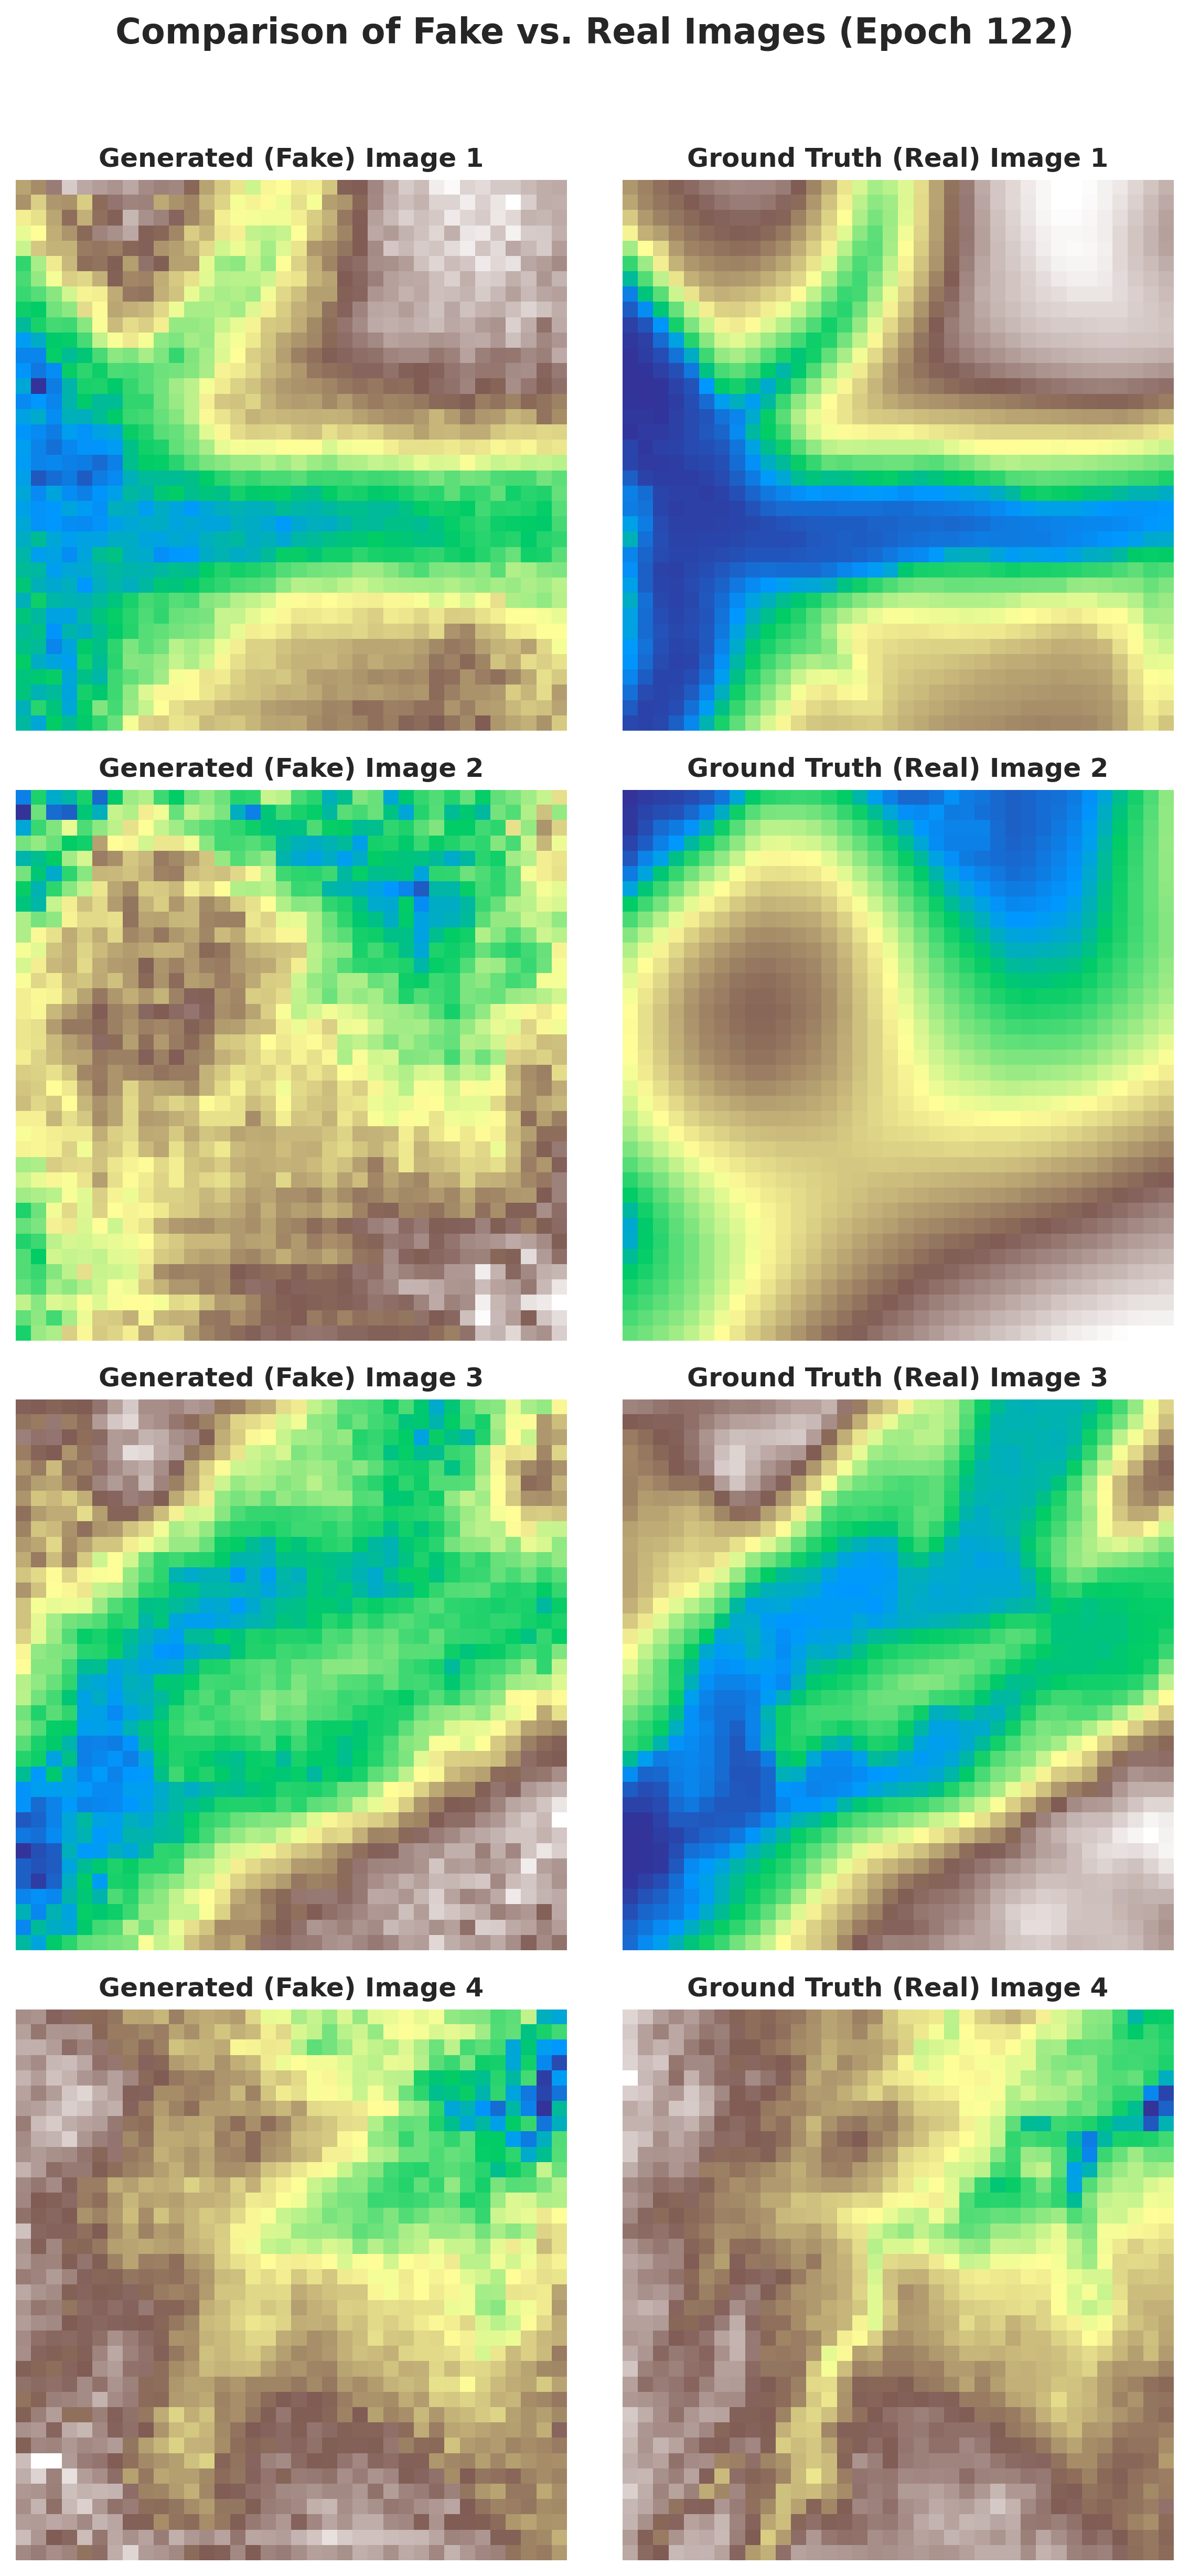 Comparison of Fake vs. Real Images (Epoch 122)
Generated (Fake) Image 1
Ground Truth (Real) Image 1
Generated (Fake) Image 2
Ground Truth (Real) Image 2
Generated (Fake) Image 3
Ground Truth (Real) Image 3
Generated (Fake) Image 4
Ground Truth (Real) Image 4